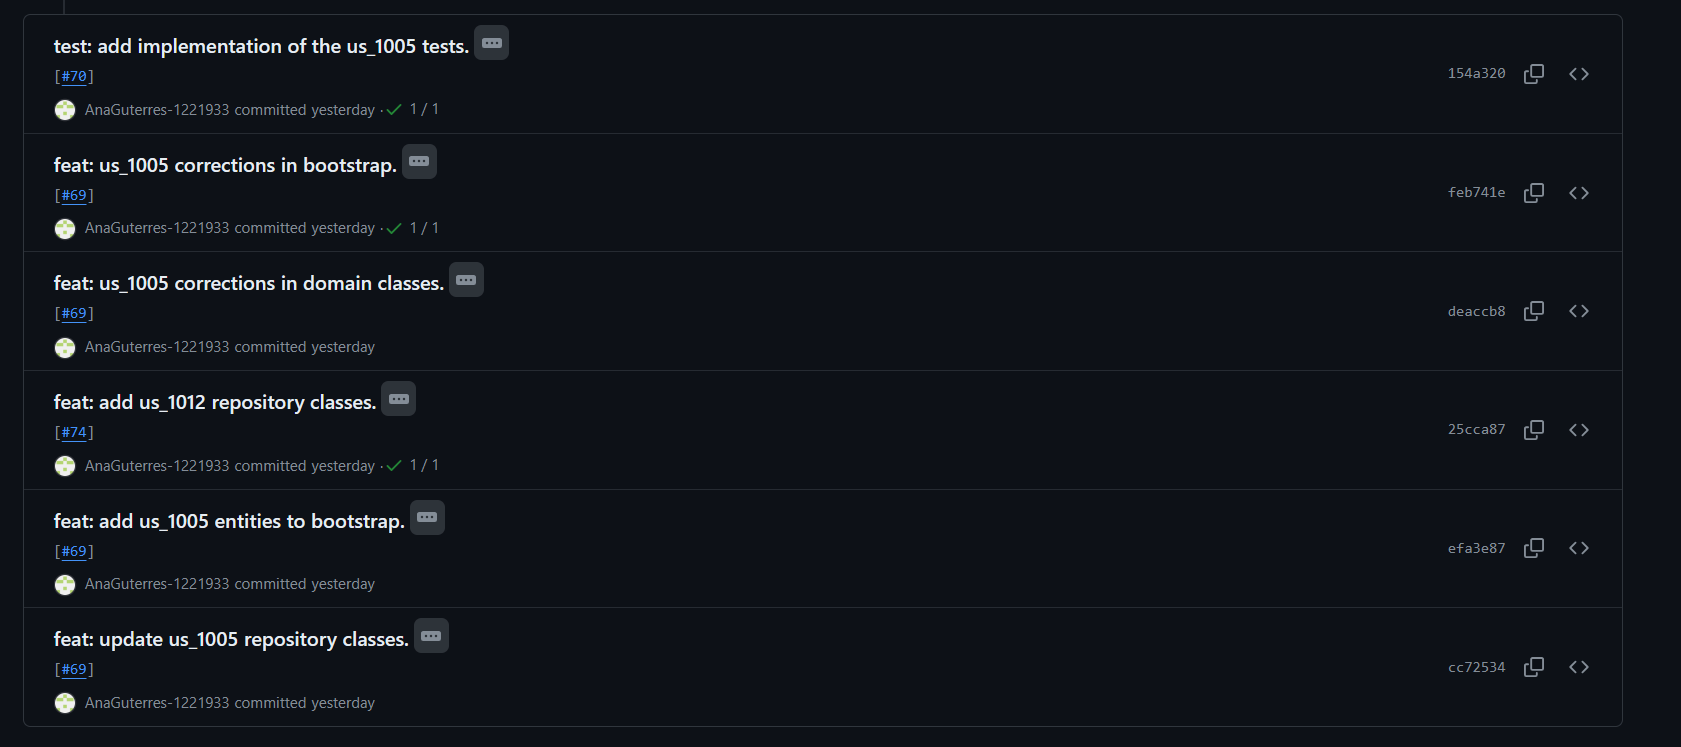 test: add implementation of the us_1005 tests.
[#70]
154a320
AnaGuterres-1221933 committed yesterday · 1 / 1
feat: us_1005 corrections in bootstrap.
[#69]
feb741e
AnaGuterres-1221933 committed yesterday · 1 / 1
feat: us_1005 corrections in domain classes.
[#69]
deaccb8
AnaGuterres-1221933 committed yesterday
feat: add us_1012 repository classes.
[#74]
25cca87
AnaGuterres-1221933 committed yesterday · 1 / 1
feat: add us_1005 entities to bootstrap.
[#69]
efa3e87
AnaGuterres-1221933 committed yesterday
feat: update us_1005 repository classes.
[#69]
cc72534
AnaGuterres-1221933 committed yesterday